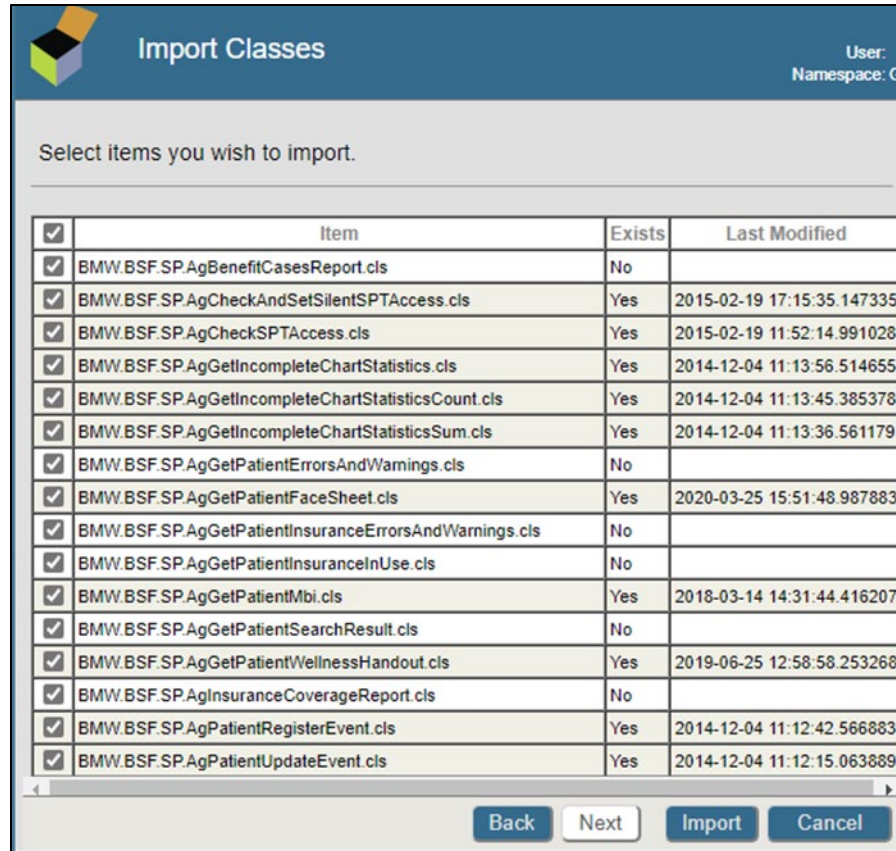 Import Classes
User:
Namespace:
Select items you wish to import.
Item Exists Last Modified
BMW.BSF.SP.AgBenefitCasesReport.cls No
BMW.BSF.SP.AgCheckAndSetSilentSPTAccess.cls Yes 2015-02-19 17:15:35.147335
BMW.BSF.SP.AgCheckSPTAccess.cls Yes 2015-02-19 11:52:14.991028
BMW.BSF.SP.AgGetIncompleteChartStatistics.cls Yes 2014-12-04 11:13:56.514655
BMW.BSF.SP.AgGetIncompleteChartStatisticsCount.cls Yes 2014-12-04 11:13:45.385378
BMW.BSF.SP.AgGetIncompleteChartStatisticsSum.cls Yes 2014-12-04 11:13:36.561179
BMW.BSF.SP.AgGetPatientErrorsAndWarnings.cls No
BMW.BSF.SP.AgGetPatientFaceSheet.cls Yes 2020-03-25 15:51:48.987883
BMW.BSF.SP.AgGetPatientInsuranceErrorsAndWarnings.cls No
BMW.BSF.SP.AgGetPatientInsuranceInUse.cls No
BMW.BSF.SP.AgGetPatientMbi.cls Yes 2018-03-14 14:31:44.416207
BMW.BSF.SP.AgGetPatientSearchResult.cls No
BMW.BSF.SP.AgGetPatientWellnessHandout.cls Yes 2019-06-25 12:58:58.253268
BMW.BSF.SP.AgInsuranceCoverageReport.cls No
BMW.BSF.SP.AgPatientRegisterEvent.cls Yes 2014-12-04 11:12:42.566883
BMW.BSF.SP.AgPatientUpdateEvent.cls Yes 2014-12-04 11:12:15.063889
Back Next Import Cancel